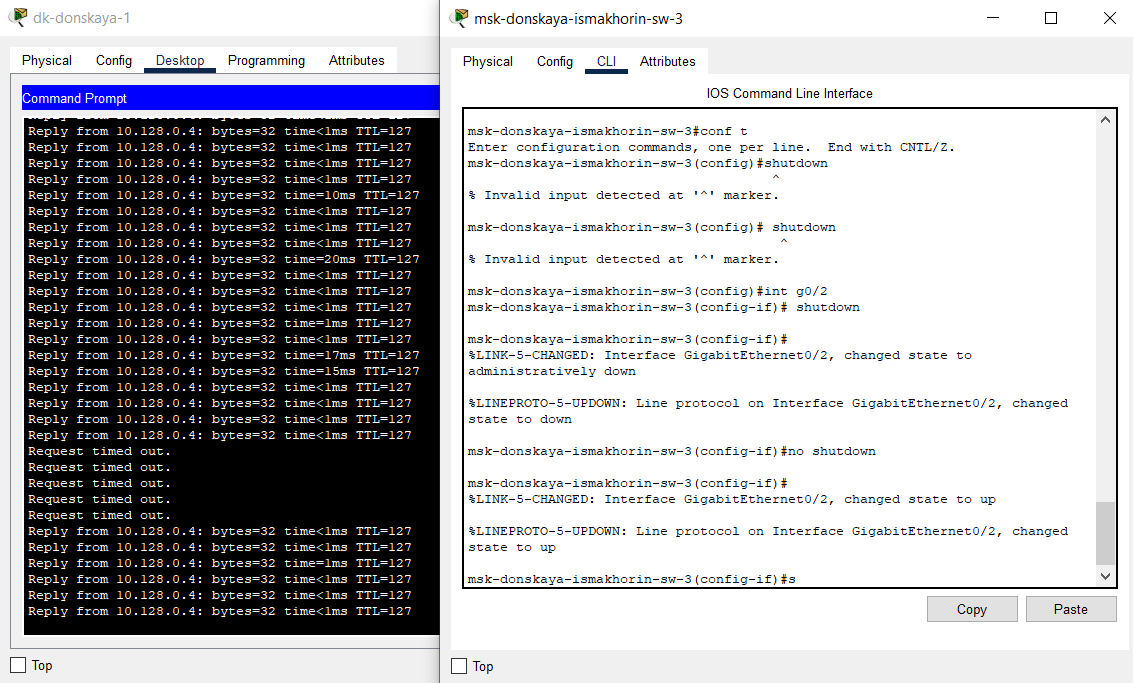 dk-donskaya-1
Physical Config Desktop Programming Attributes
Command Prompt
Reply from 10.128.0.4: bytes=32 time<1ms TTL=127
Reply from 10.128.0.4: bytes=32 time<1ms TTL=127
Reply from 10.128.0.4: bytes=32 time<1ms TTL=127
Reply from 10.128.0.4: bytes=32 time<1ms TTL=127
Reply from 10.128.0.4: bytes=32 time<1ms TTL=127
Reply from 10.128.0.4: bytes=32 time=10ms TTL=127
Reply from 10.128.0.4: bytes=32 time<1ms TTL=127
Reply from 10.128.0.4: bytes=32 time<1ms TTL=127
Reply from 10.128.0.4: bytes=32 time<1ms TTL=127
Reply from 10.128.0.4: bytes=32 time=20ms TTL=127
Reply from 10.128.0.4: bytes=32 time<1ms TTL=127
Reply from 10.128.0.4: bytes=32 time<1ms TTL=127
Reply from 10.128.0.4: bytes=32 time<1ms TTL=127
Reply from 10.128.0.4: bytes=32 time=1ms TTL=127
Reply from 10.128.0.4: bytes=32 time<1ms TTL=127
Reply from 10.128.0.4: bytes=32 time=17ms TTL=127
Reply from 10.128.0.4: bytes=32 time=15ms TTL=127
Reply from 10.128.0.4: bytes=32 time<1ms TTL=127
Reply from 10.128.0.4: bytes=32 time<1ms TTL=127
Reply from 10.128.0.4: bytes=32 time<1ms TTL=127
Reply from 10.128.0.4: bytes=32 time<1ms TTL=127
Request timed out.
Request timed out.
Request timed out.
Request timed out.
Request timed out.
Reply from 10.128.0.4: bytes=32 time<1ms TTL=127
Reply from 10.128.0.4: bytes=32 time<1ms TTL=127
Reply from 10.128.0.4: bytes=32 time=1ms TTL=127
Reply from 10.128.0.4: bytes=32 time<1ms TTL=127
Reply from 10.128.0.4: bytes=32 time<1ms TTL=127
Reply from 10.128.0.4: bytes=32 time<1ms TTL=127
Top
msk-donskaya-ismakhorin-sw-3
Physical Config CLI Attributes
IOS Command Line Interface
msk-donskaya-ismakhorin-sw-3#conf t
Enter configuration commands, one per line. End with CNTL/Z.
msk-donskaya-ismakhorin-sw-3(config)#shutdown
^
% Invalid input detected at '^' marker.
msk-donskaya-ismakhorin-sw-3(config)# shutdown
^
% Invalid input detected at '^' marker.
msk-donskaya-ismakhorin-sw-3(config)#int g0/2
msk-donskaya-ismakhorin-sw-3(config-if)# shutdown
msk-donskaya-ismakhorin-sw-3(config-if)#
%LINK-5-CHANGED: Interface GigabitEthernet0/2, changed state to
administratively down
%LINEPROTO-5-UPDOWN: Line protocol on Interface GigabitEthernet0/2, changed
state to down
msk-donskaya-ismakhorin-sw-3(config-if)#no shutdown
msk-donskaya-ismakhorin-sw-3(config-if)#
%LINK-5-CHANGED: Interface GigabitEthernet0/2, changed state to up
%LINEPROTO-5-UPDOWN: Line protocol on Interface GigabitEthernet0/2, changed
state to up
msk-donskaya-ismakhorin-sw-3(config-if)#s
Copy Paste
Top